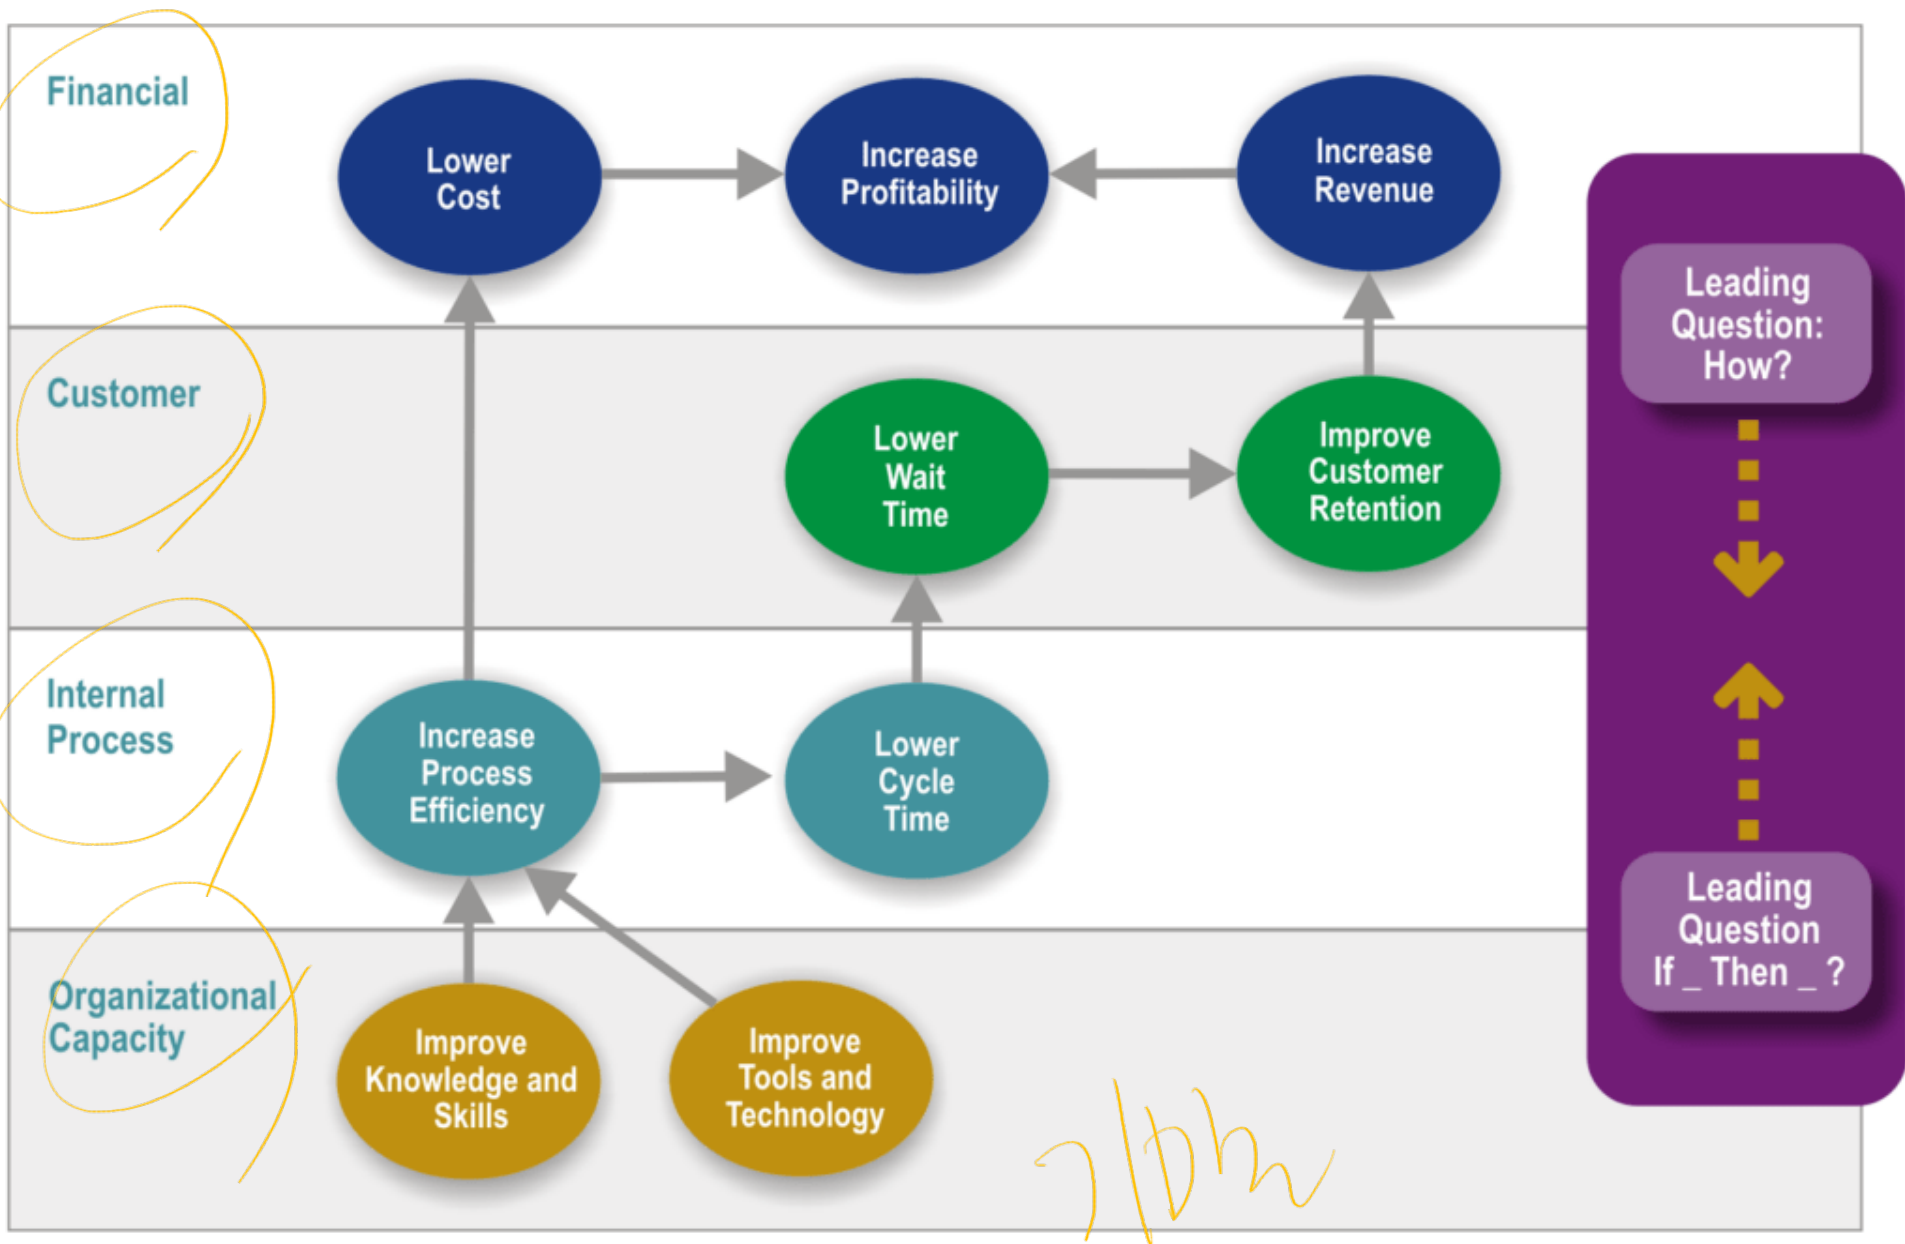 Financial
Lower
Cost
Increase
Profitability
Increase
Revenue
Customer
Lower
Wait
Time
Improve
Customer
Retention
Internal
Process
Increase
Process
Efficiency
Lower
Cycle
Time
Organizational
Capacity
Improve
Knowledge and
Skills
Improve
Tools and
Technology
Leading
Question:
How?
Leading
Question
If _ Then _ ?